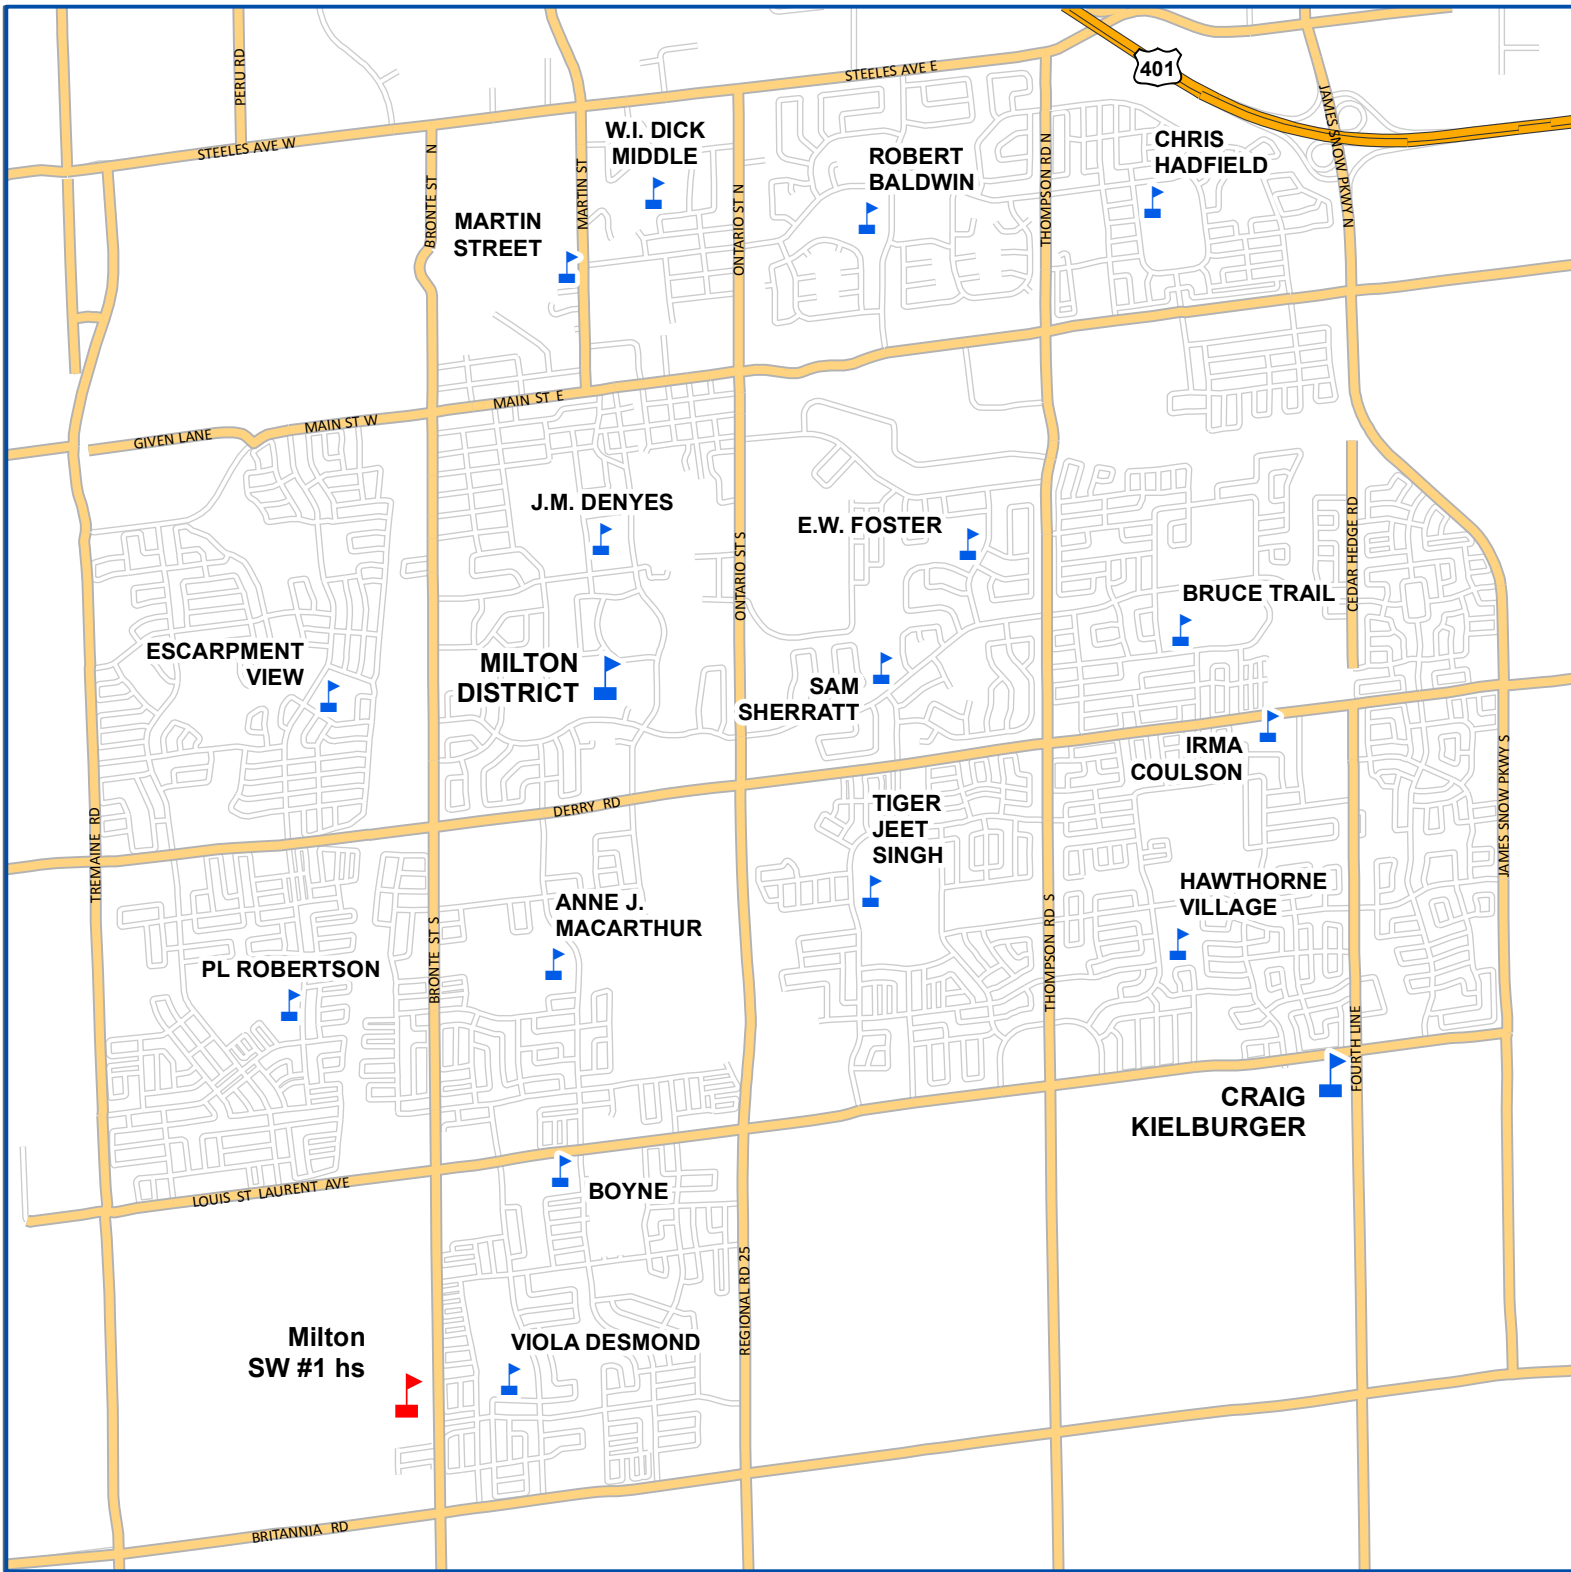 PERU RD
STEELES AVE E
401
STEELES AVE W
BRONTE ST N
MARTIN ST
W.I. DICK
MIDDLE
ROBERT
BALDWIN
CHRIS
HADFIELD
JAMES SNOW PKWY N
THOMPSON RD N
ONTARIO ST N
MARTIN
STREET
GIVEN LANE
MAIN ST W
MAIN ST E
J.M. DENYES
E.W. FOSTER
ONTARIO ST S
CEDAR HEDGE RD
BRUCE TRAIL
ESCARPMENT
VIEW
MILTON
DISTRICT
SAM
SHERRATT
IRMA
COULSON
JAMES SNOW PKWY S
TREMAINE RD
DERRY RD
TIGER
JEET
SINGH
HAWTHORNE
VILLAGE
ANNE J.
MACARTHUR
BRONTE ST S
THOMPSON RD S
PL ROBERTSON
FOURTH LINE
CRAIG
KIELBURGER
LOUIS ST LAURENT AVE
BOYNE
REGIONAL RD 25
Milton
SW #1 hs
VIOLA DESMOND
BRITANNIA RD